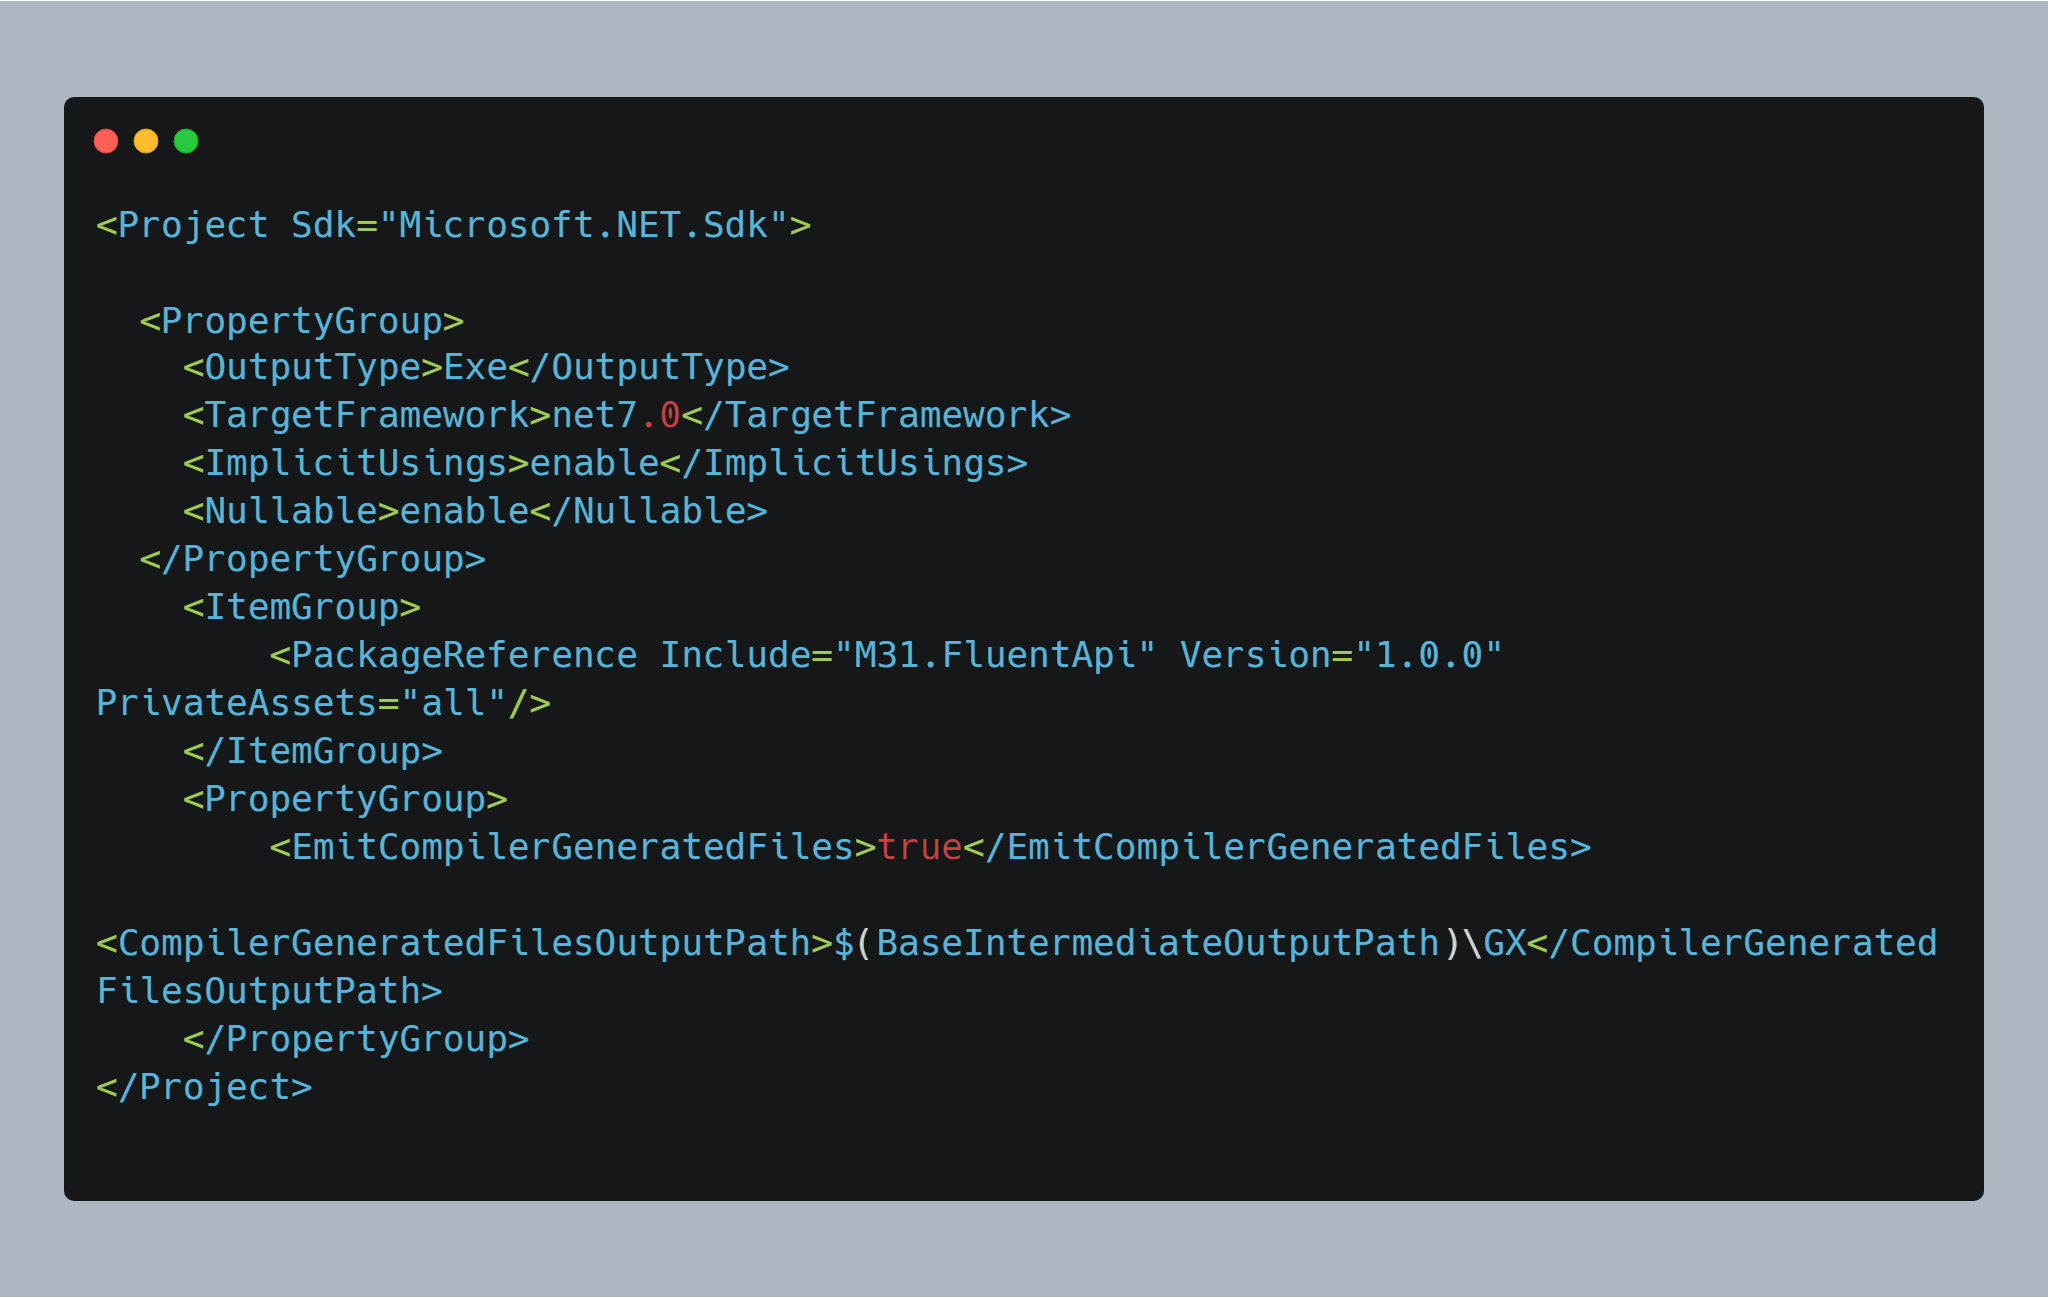 <Project Sdk="Microsoft.NET.Sdk">
<PropertyGroup>
<OutputType>Exe</OutputType>
<TargetFramework>net7.0</TargetFramework>
<ImplicitUsings>enable</ImplicitUsings>
<Nullable>enable</Nullable>
</PropertyGroup>
<ItemGroup>
<PackageReference Include="M31.FluentApi" Version="1.0.0"
PrivateAssets="all"/>
</ItemGroup>
<PropertyGroup>
<EmitCompilerGeneratedFiles>true</EmitCompilerGeneratedFiles>
<CompilerGeneratedFilesOutputPath>$(BaseIntermediateOutputPath)\GX</CompilerGenerated
FilesOutputPath>
</PropertyGroup>
</Project>